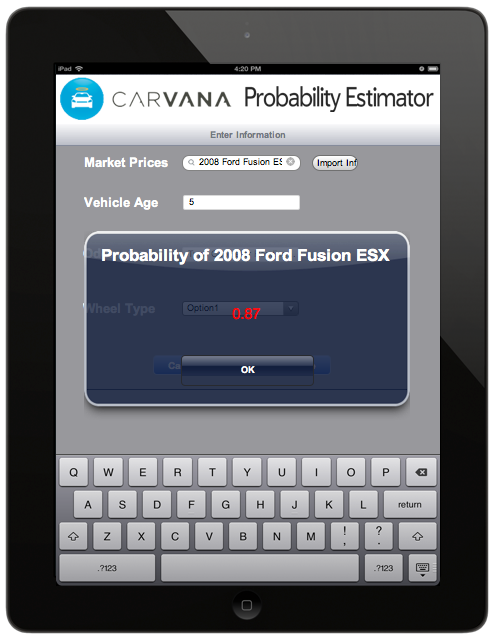 iPad 4:20 PM
CARVANA Probability Estimator
Enter Information
Market Prices 2008 Ford Fusion ES Import Inf
Vehicle Age 5
Probability of 2008 Ford Fusion ESX
Wheel Type Option1
0.87
OK
Q W E R T Y U I O P
A S D F G H J K L return
Z X C V B N M ! , ? .
.?123 .?123